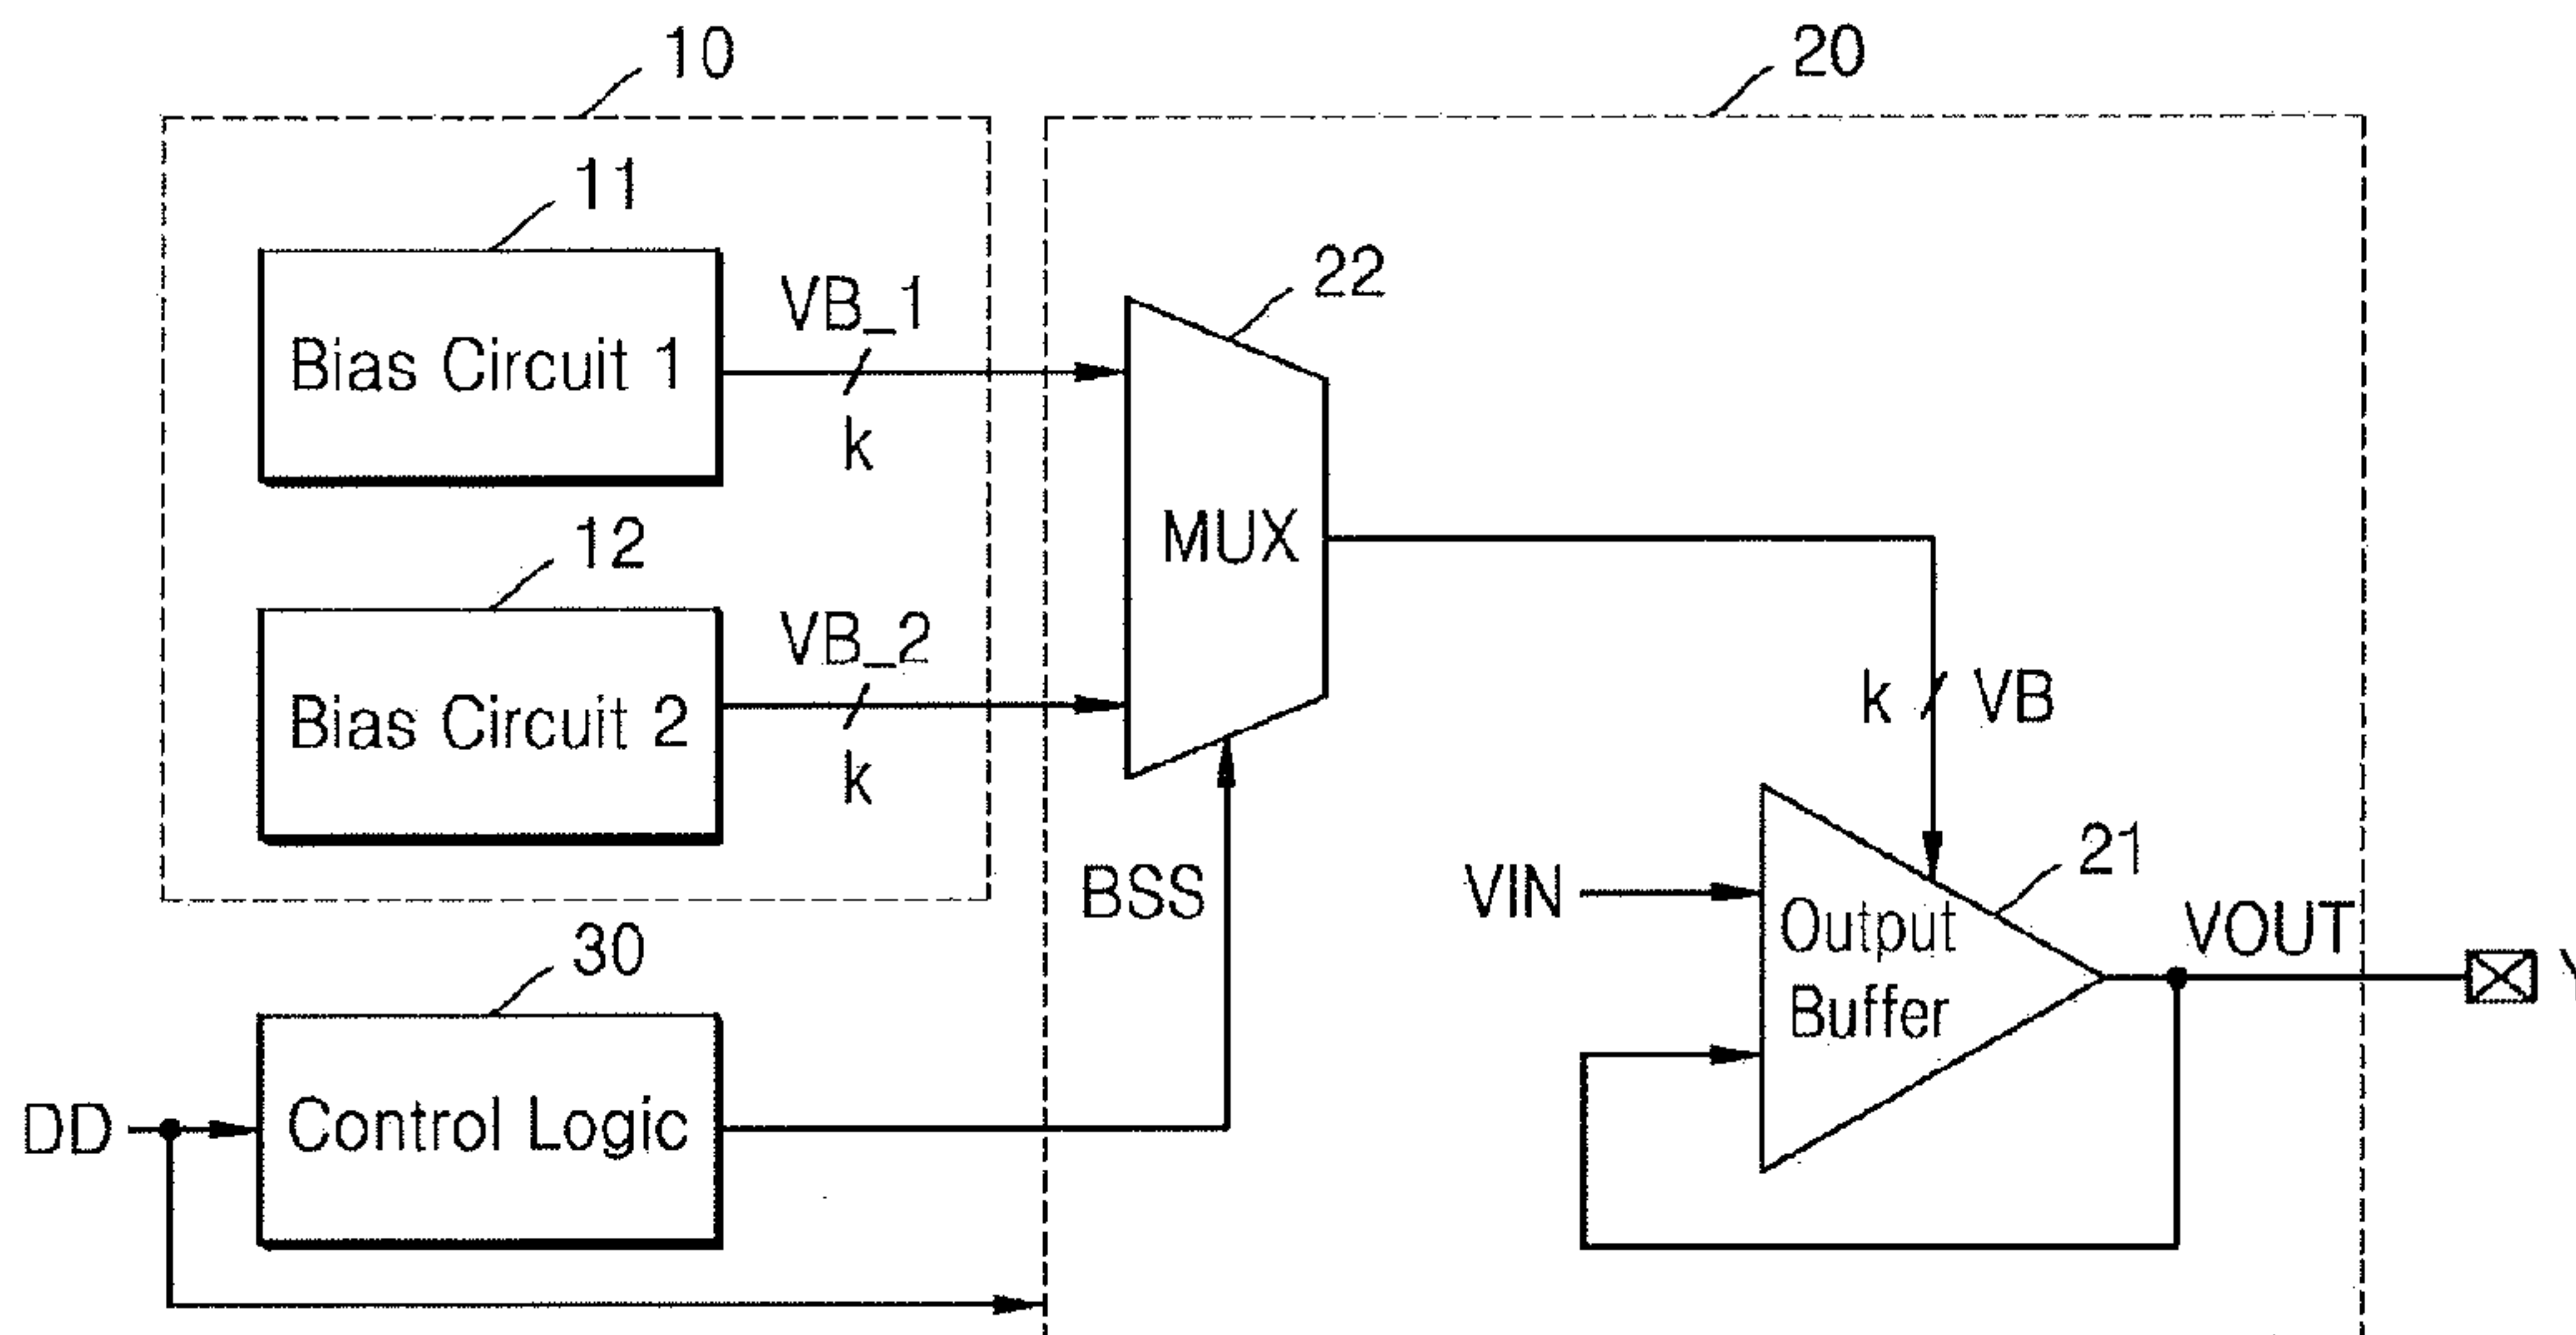 10
20
11
Bias Circuit 1
VB_1
k
22
MUX
12
Bias Circuit 2
VB_2
k
k
VB
BSS
VIN
21
Output
Buffer
VOUT
30
DD
Control Logic